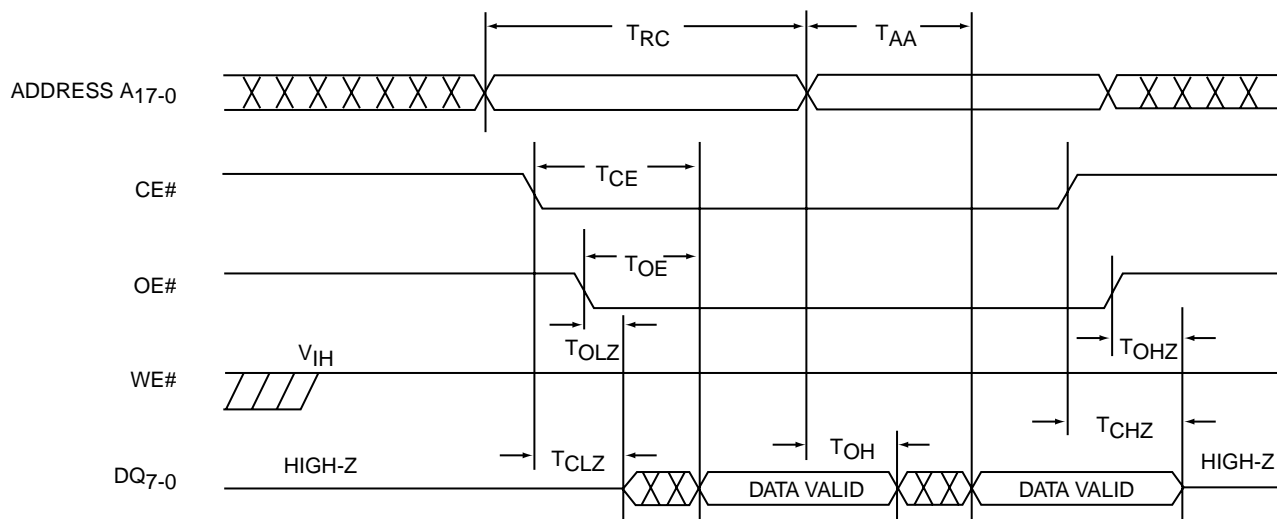 TRC
TAA
ADDRESS A17-0
TCE
CE#
TOE
OE#
TOLZ
TOHZ
VIH
WE#
TCHZ
TCLZ
TOH
HIGH-Z
HIGH-Z
DQ7-0
DATA VALID
DATA VALID